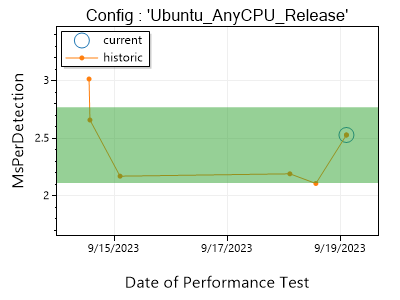 Config : 'Ubuntu_AnyCPU_Release'
current
historic
3
2.5
2
MsPerDetection
9/15/2023
9/17/2023
9/19/2023
Date of Performance Test